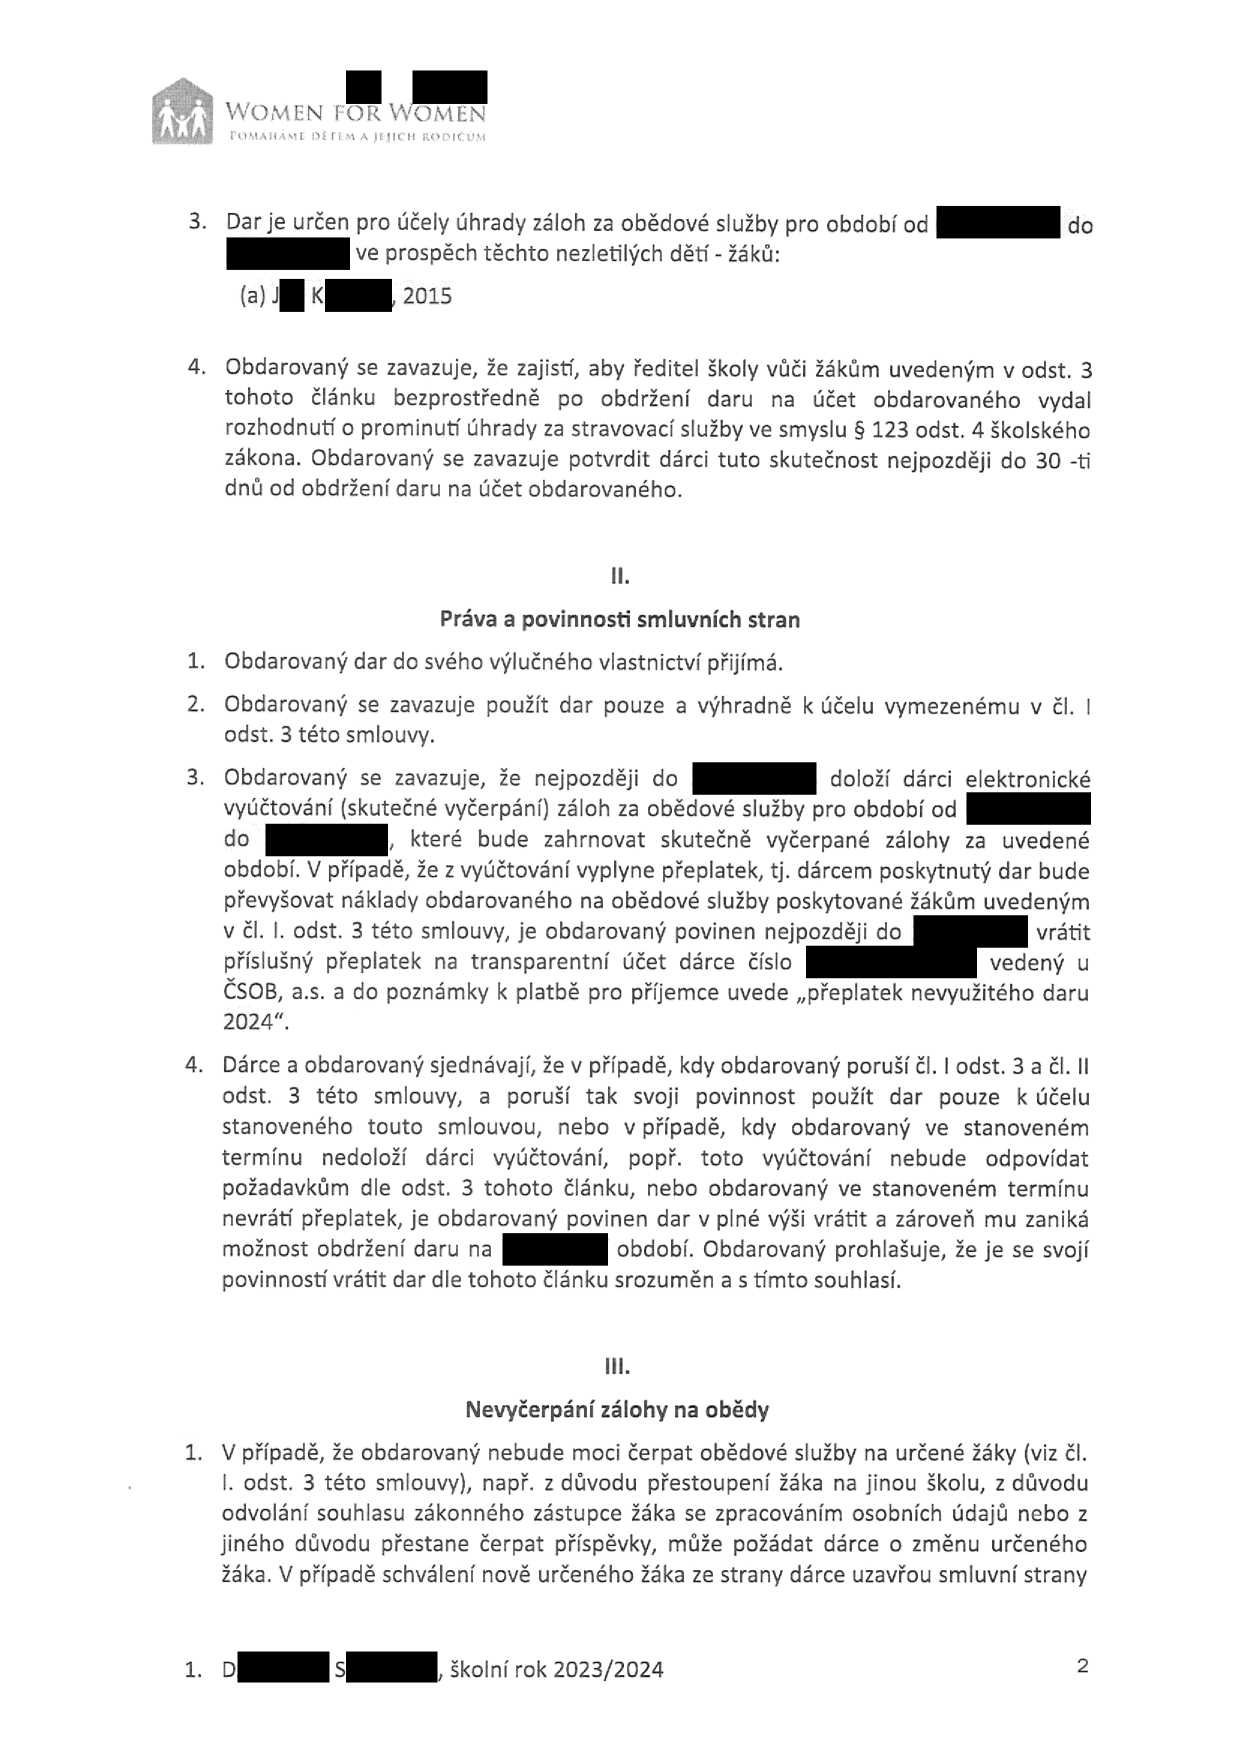 WOMEN FOR WOMEN
POMÁHÁME DĚTEM A JEJICH RODIČŮM
3. Dar je určen pro účely úhrady záloh za obědové služby pro období od do
ve prospěch těchto nezletilých dětí - žáků:
(a) J K , 2015
4. Obdarovaný se zavazuje, že zajistí, aby ředitel školy vůči žákům uvedeným v odst. 3
tohoto článku bezprostředně po obdržení daru na účet obdarovaného vydal
rozhodnutí o prominutí úhrady za stravovací služby ve smyslu § 123 odst. 4 školského
zákona. Obdarovaný se zavazuje potvrdit dárci tuto skutečnost nejpozději do 30 -ti
dnů od obdržení daru na účet obdarovaného.
II.
Práva a povinnosti smluvních stran
1. Obdarovaný dar do svého výlučného vlastnictví přijímá.
2. Obdarovaný se zavazuje použít dar pouze a výhradně k účelu vymezenému v čl. I
odst. 3 této smlouvy.
3. Obdarovaný se zavazuje, že nejpozději do doloží dárci elektronické
vyúčtování (skutečné vyčerpání) záloh za obědové služby pro období od
do , které bude zahrnovat skutečně vyčerpané zálohy za uvedené
období. V případě, že z vyúčtování vyplyne přeplatek, tj. dárcem poskytnutý dar bude
převyšovat náklady obdarovaného na obědové služby poskytované žákům uvedeným
v čl. I. odst. 3 této smlouvy, je obdarovaný povinen nejpozději do vrátit
příslušný přeplatek na transparentní účet dárce číslo vedený u
ČSOB, a.s. a do poznámky k platbě pro příjemce uvede „přeplatek nevyužitého daru
2024“.
4. Dárce a obdarovaný sjednávají, že v případě, kdy obdarovaný poruší čl. I odst. 3 a čl. II
odst. 3 této smlouvy, a poruší tak svoji povinnost použít dar pouze k účelu
stanoveného touto smlouvou, nebo v případě, kdy obdarovaný ve stanoveném
termínu nedoloží dárci vyúčtování, popř. toto vyúčtování nebude odpovídat
požadavkům dle odst. 3 tohoto článku, nebo obdarovaný ve stanoveném termínu
nevrátí přeplatek, je obdarovaný povinen dar v plné výši vrátit a zároveň mu zaniká
možnost obdržení daru na období. Obdarovaný prohlašuje, že je se svojí
povinností vrátit dar dle tohoto článku srozuměn a s tímto souhlasí.
III.
Nevyčerpání zálohy na obědy
1. V případě, že obdarovaný nebude moci čerpat obědové služby na určené žáky (viz čl.
I. odst. 3 této smlouvy), např. z důvodu přestoupení žáka na jinou školu, z důvodu
odvolání souhlasu zákonného zástupce žáka se zpracováním osobních údajů nebo z
jiného důvodu přestane čerpat příspěvky, může požádat dárce o změnu určeného
žáka. V případě schválení nově určeného žáka ze strany dárce uzavřou smluvní strany
1. D S , školní rok 2023/2024
2